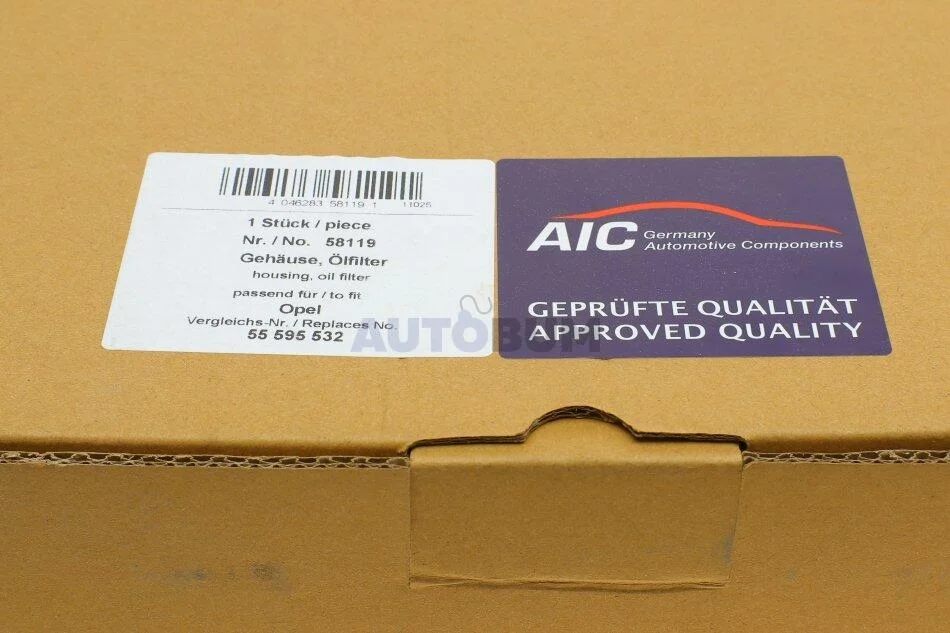 4 046283 58119 1 11025
1 Stück / piece
Nr. / No. 58119
Gehäuse, Ölfilter
housing, oil filter
passend für / to fit
Opel
Vergleichs-Nr. / Replaces No.
55 595 532
AIC Germany
Automotive Components
GEPRÜFTE QUALITÄT
APPROVED QUALITY
AUTOBUM